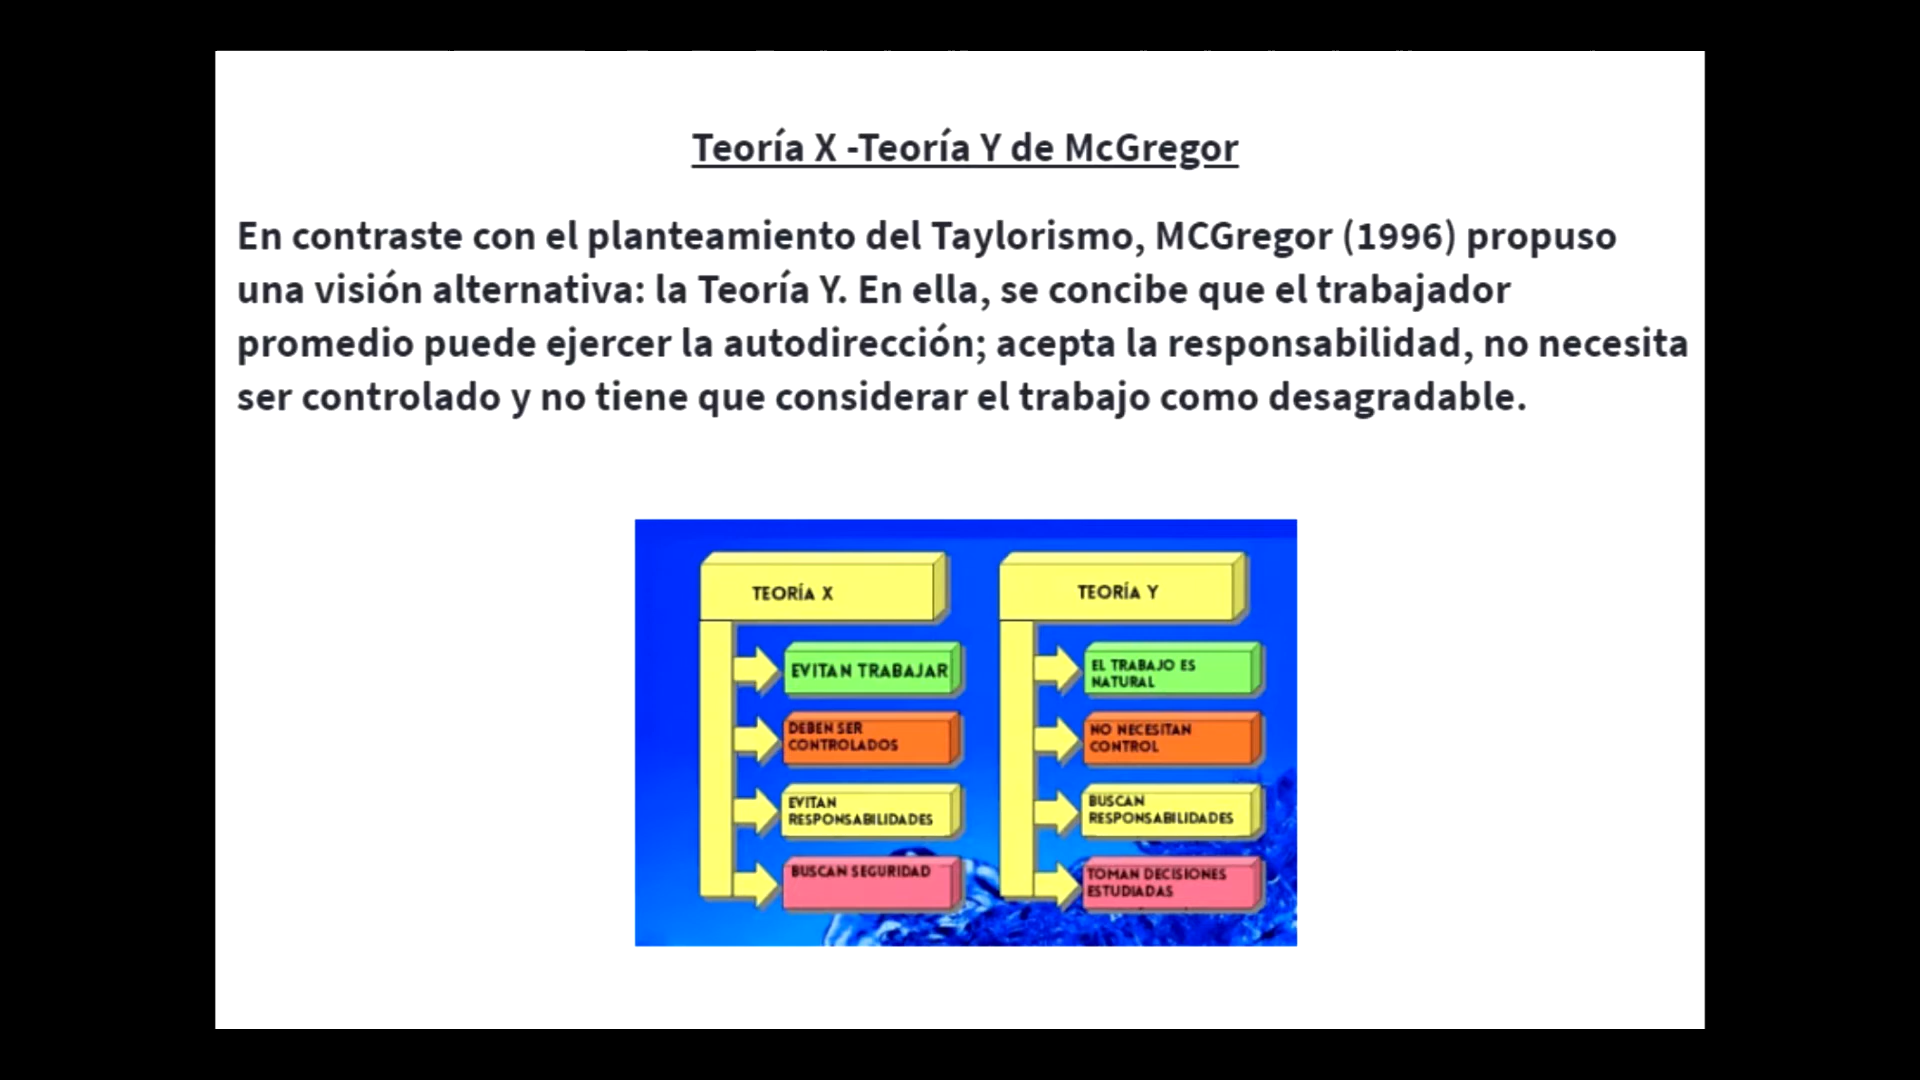 Teoría X -Teoría Y de McGregor
En contraste con el planteamiento del Taylorismo, MCGregor (1996) propuso
una visión alternativa: la Teoría Y. En ella, se concibe que el trabajador
promedio puede ejercer la autodirección; acepta la responsabilidad, no necesita
ser controlado y no tiene que considerar el trabajo como desagradable.
TEORÍA X
EVITAN TRABAJAR
DEBEN SER
CONTROLADOS
EVITAN
RESPONSABILIDADES
BUSCAN SEGURIDAD
TEORÍA Y
EL TRABAJO ES
NATURAL
NO NECESITAN
CONTROL
BUSCAN
RESPONSABILIDADES
TOMAN DECISIONES
ESTUDIADAS